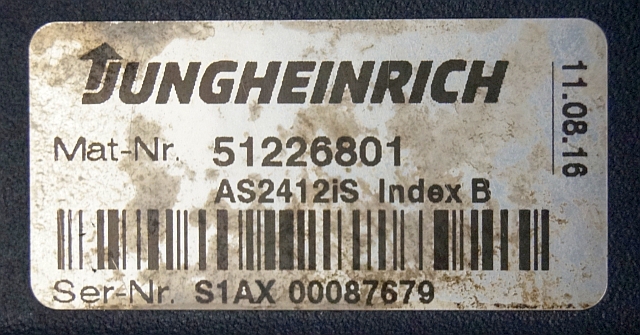 JUNGHEINRICH
Mat-Nr. 51226801
AS2412iS Index B
Ser-Nr. S1AX 00087679
11.08.16